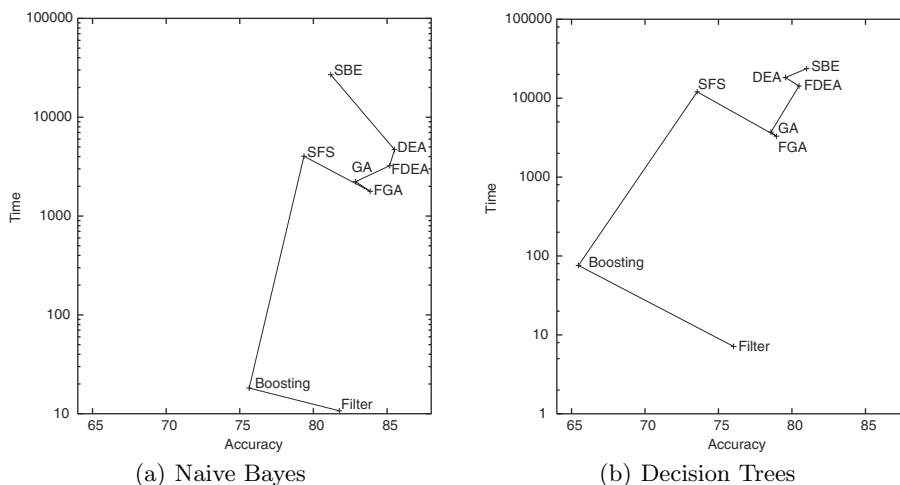 100000
10000
1000
100
10
Time
SBE
DEA
SFS
FDEA
GA
FGA
Boosting
Filter
65 70 75 80 85
Accuracy
(a) Naive Bayes
100000
10000
1000
100
10
1
Time
SBE
DEA
FDEA
SFS
GA
FGA
Boosting
Filter
65 70 75 80 85
Accuracy
(b) Decision Trees